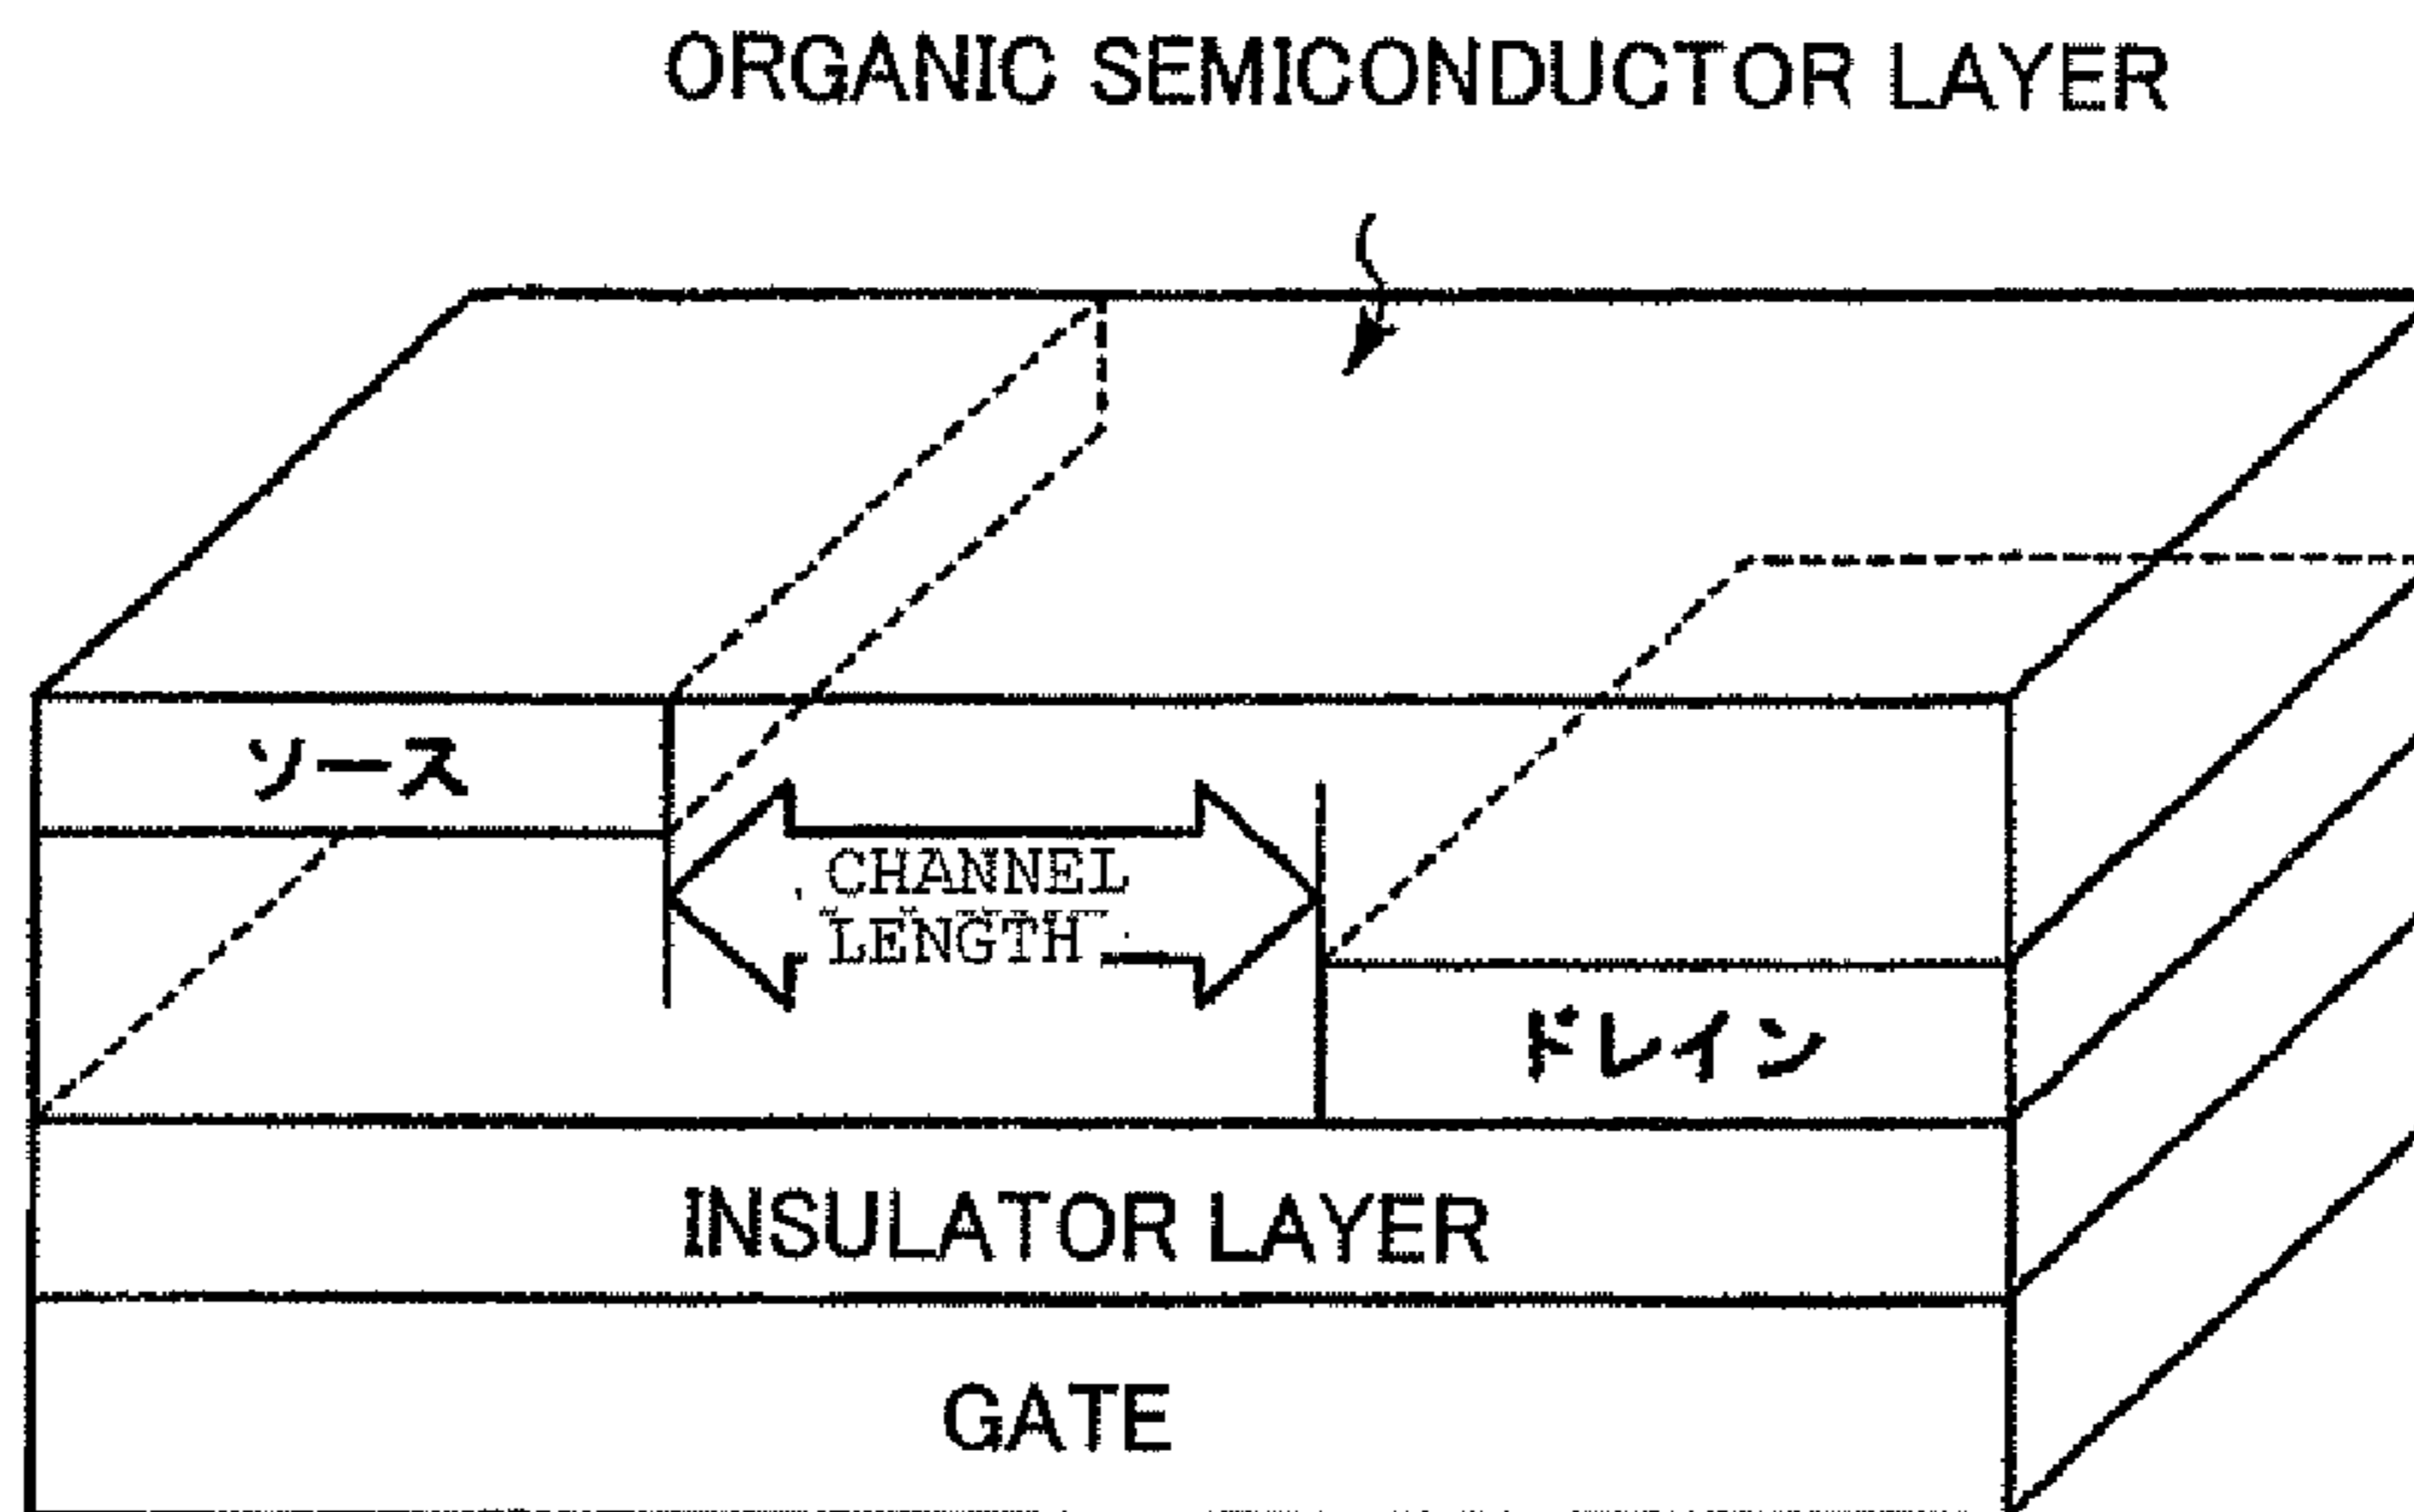 ORGANIC SEMICONDUCTOR LAYER
ソース
CHANNEL
LENGTH
ドレイン
INSULATOR LAYER
GATE